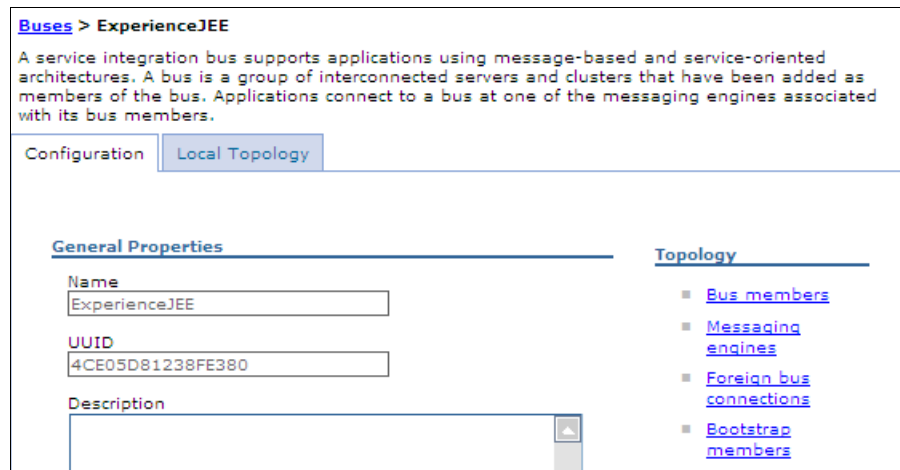 Buses > ExperienceJEE
A service integration bus supports applications using message-based and service-oriented
architectures. A bus is a group of interconnected servers and clusters that have been added as
members of the bus. Applications connect to a bus at one of the messaging engines associated
with its bus members.
Configuration
Local Topology
General Properties
Name
ExperienceJEE
UUID
4CE05D81238FE380
Description
Topology
Bus members
Messaging
engines
Foreign bus
connections
Bootstrap
members